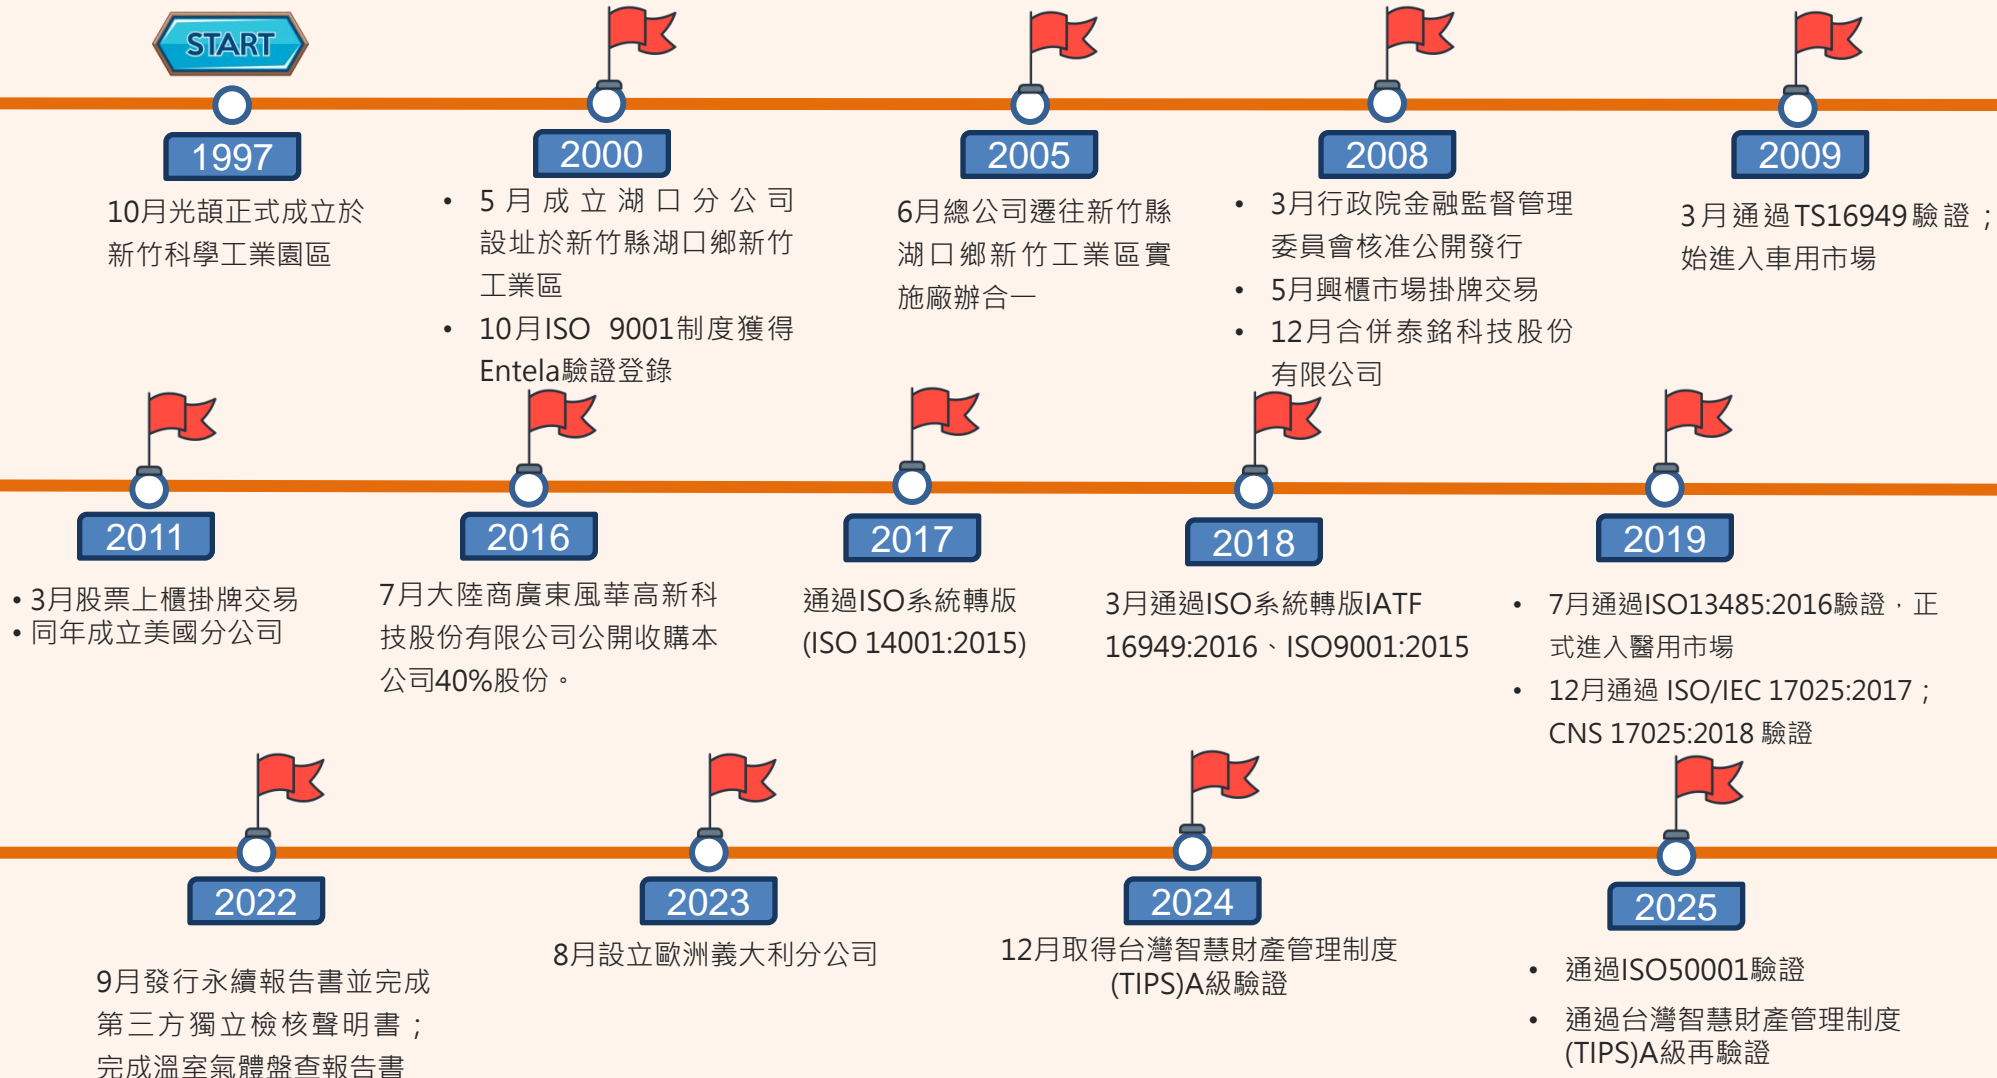 START
1997
10月光頡正式成立於
新竹科學工業園區
2000
• 5月成立湖口分公司
設址於新竹縣湖口鄉新竹
工業區
• 10月ISO 9001制度獲得
Entela驗證登錄
2005
6月總公司遷往新竹縣
湖口鄉新竹工業區實
施廠辦合一
2008
• 3月行政院金融監督管理
委員會核准公開發行
• 5月興櫃市場掛牌交易
• 12月合併泰銘科技股份
有限公司
2009
3月通過TS16949驗證；
始進入車用市場
2011
• 3月股票上櫃掛牌交易
• 同年成立美國分公司
2016
7月大陸商廣東風華高新科
技股份有限公司公開收購本
公司40%股份。
2017
通過ISO系統轉版
(ISO 14001:2015)
2018
3月通過ISO系統轉版IATF
16949:2016、ISO9001:2015
2019
• 7月通過ISO13485:2016驗證，正
式進入醫用市場
• 12月通過 ISO/IEC 17025:2017；
CNS 17025:2018 驗證
2022
9月發行永續報告書並完成
第三方獨立檢核聲明書；
完成溫室氣體盤查報告書
2023
8月設立歐洲義大利分公司
2024
12月取得台灣智慧財產管理制度
(TIPS)A級驗證
2025
• 通過ISO50001驗證
• 通過台灣智慧財產管理制度
(TIPS)A級再驗證